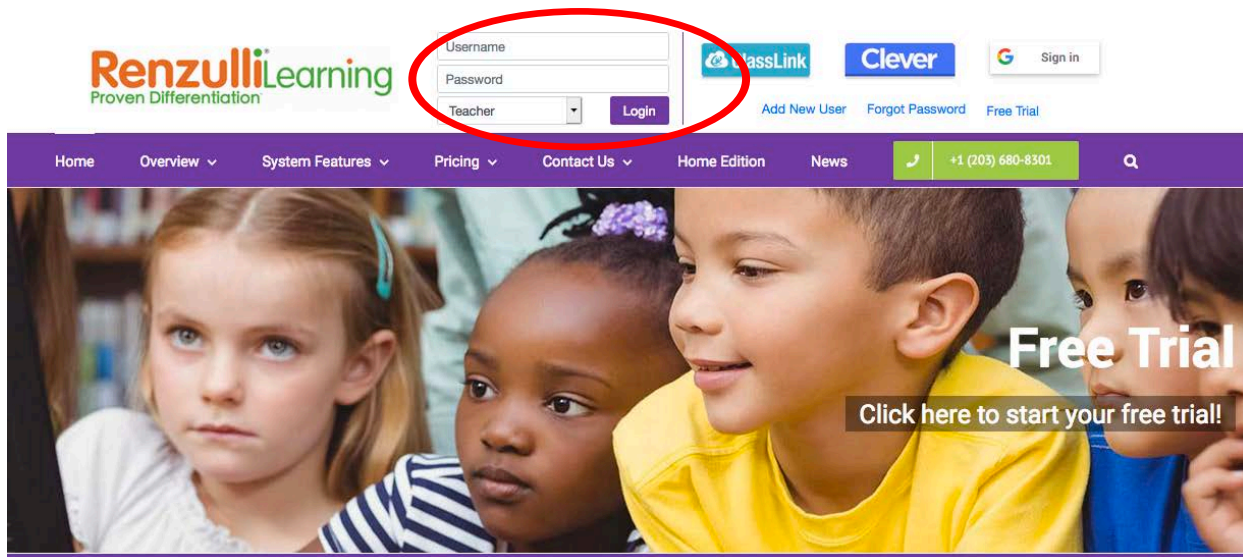 RenzulliLearning
Proven Differentiation
Username
Password
Teacher
Login
ClassLink
Clever
G Sign in
Add New User Forgot Password Free Trial
Home Overview System Features Pricing Contact Us Home Edition News +1 (203) 680-8301
Free Trial
Click here to start your free trial!